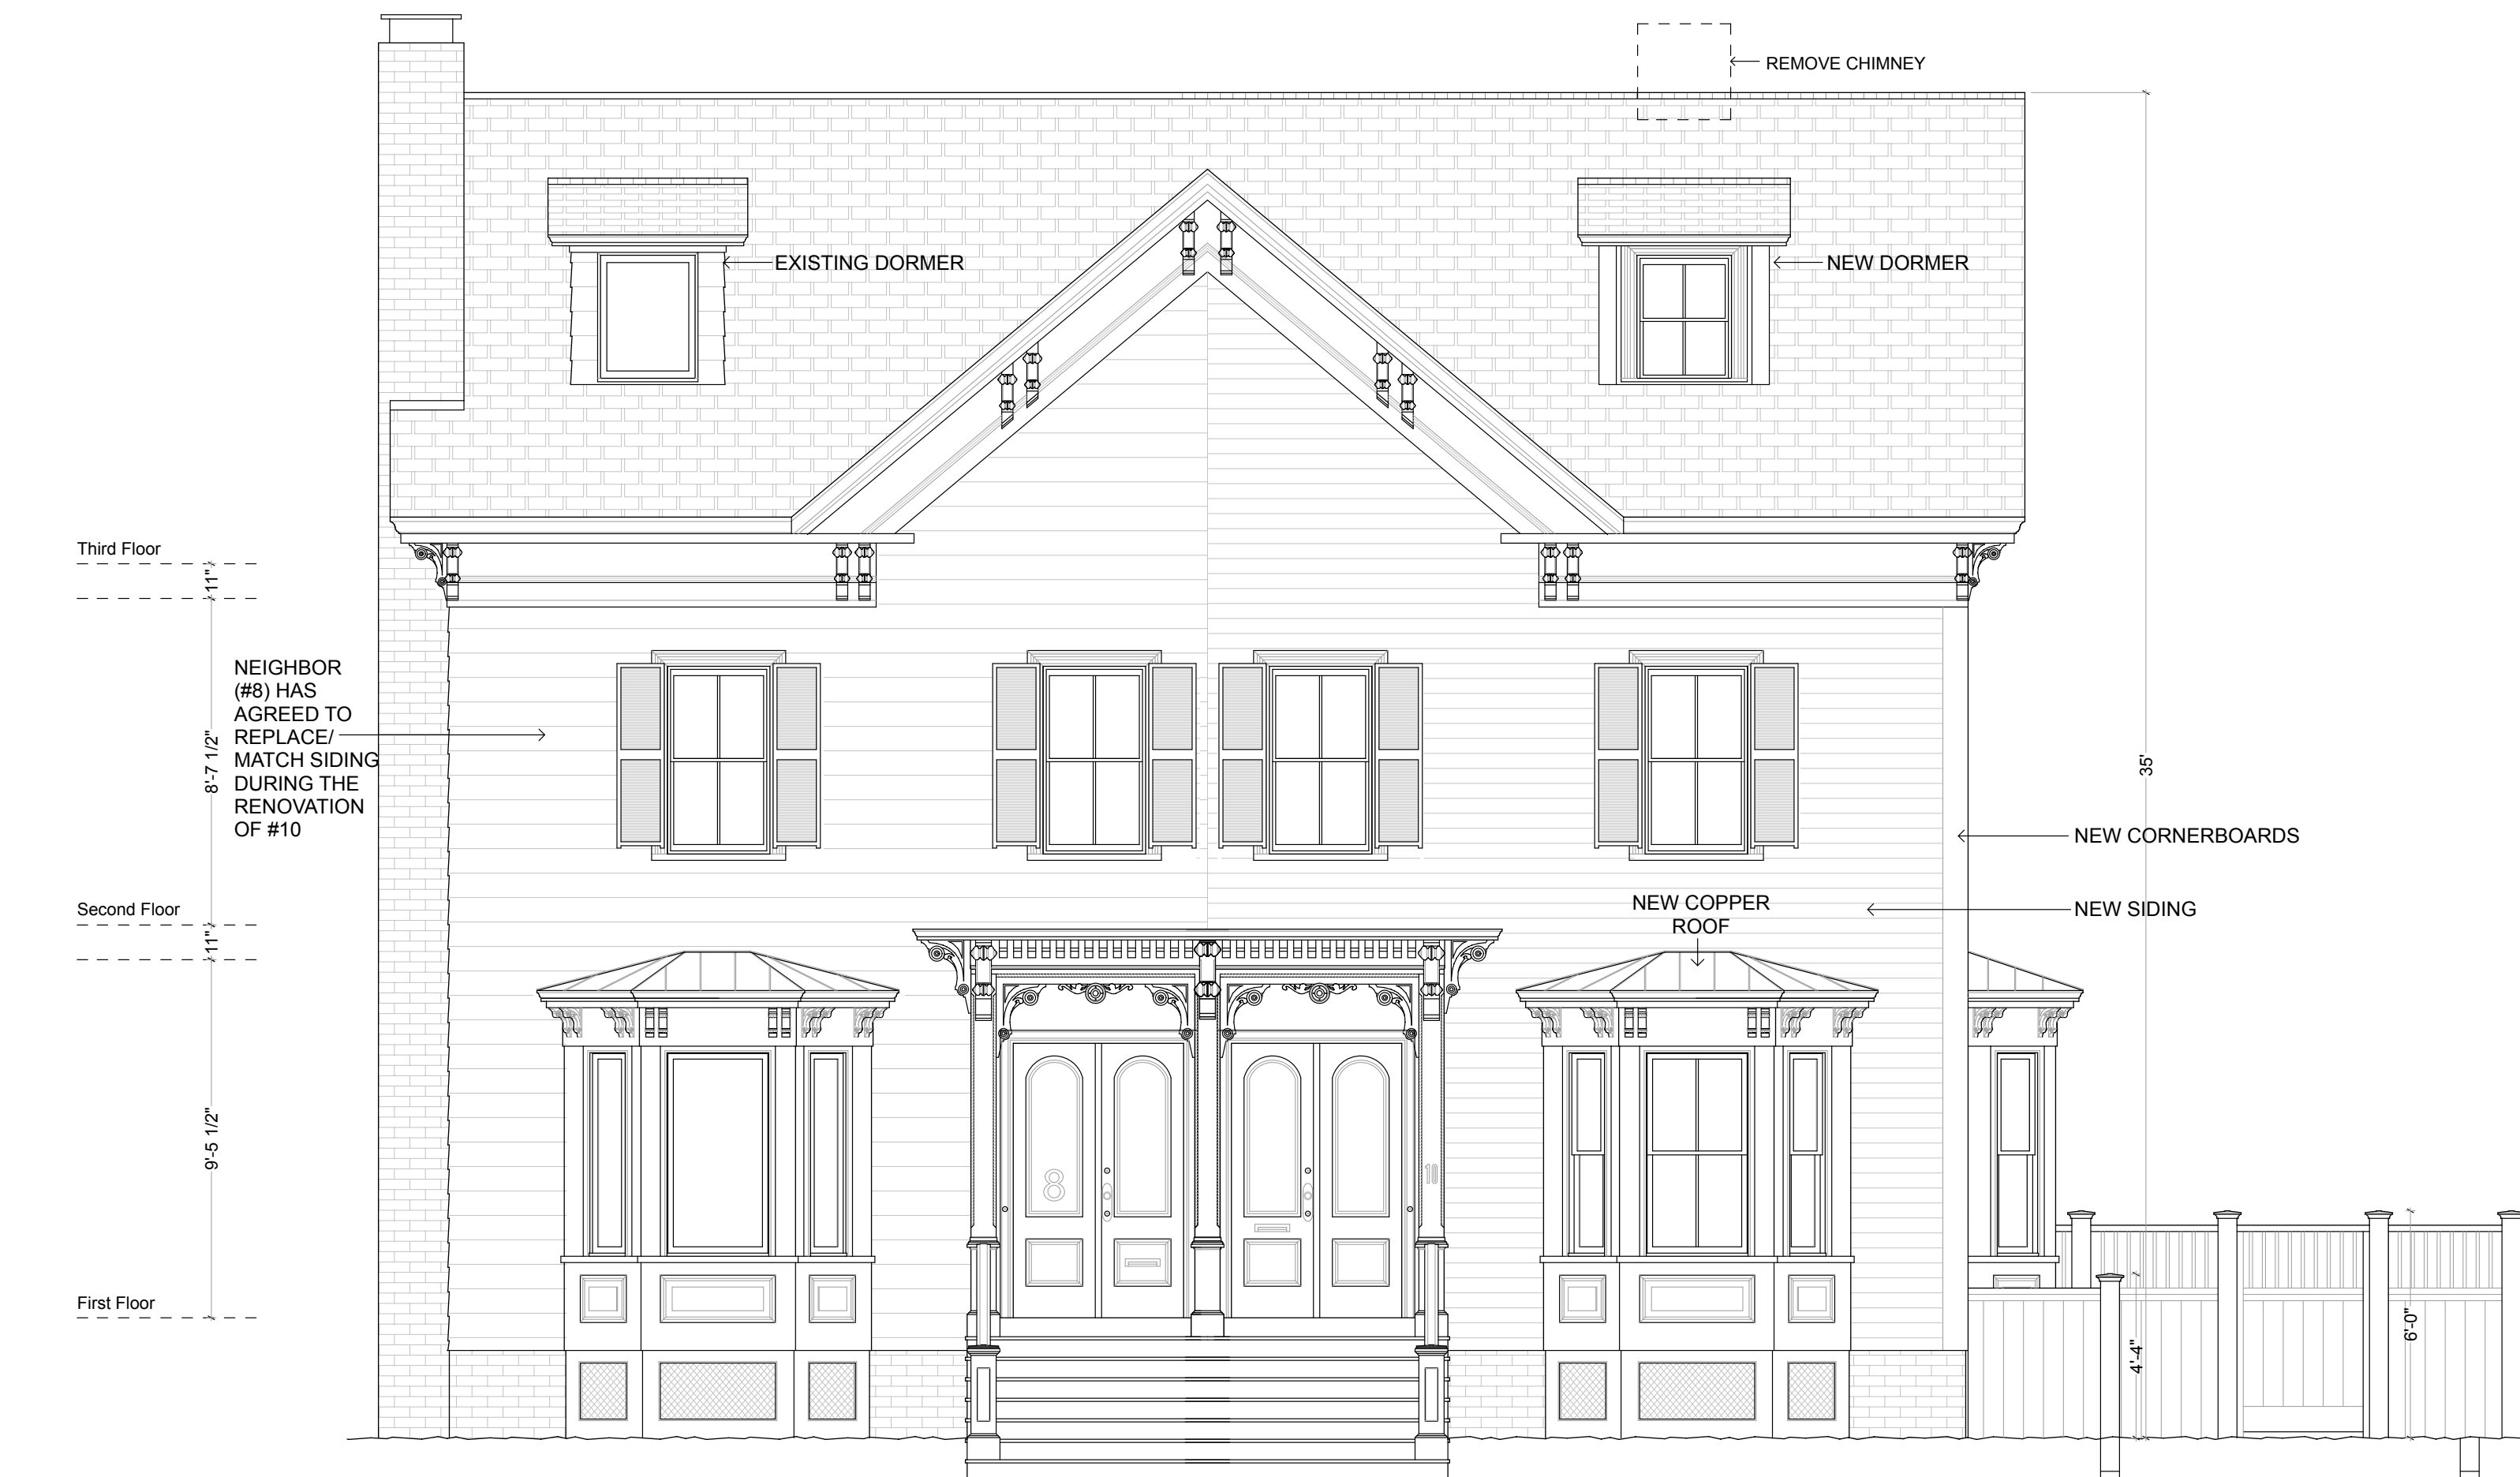 REMOVE CHIMNEY
EXISTING DORMER
NEW DORMER
Third Floor
11"
NEIGHBOR
(#8) HAS
AGREED TO
REPLACE/
MATCH SIDING
DURING THE
RENOVATION
OF #10
8'-7 1/2"
35'
NEW CORNERBOARDS
Second Floor
NEW COPPER
ROOF
NEW SIDING
11"
9'-5 1/2"
8
10
First Floor
4'-4"
6'-0"